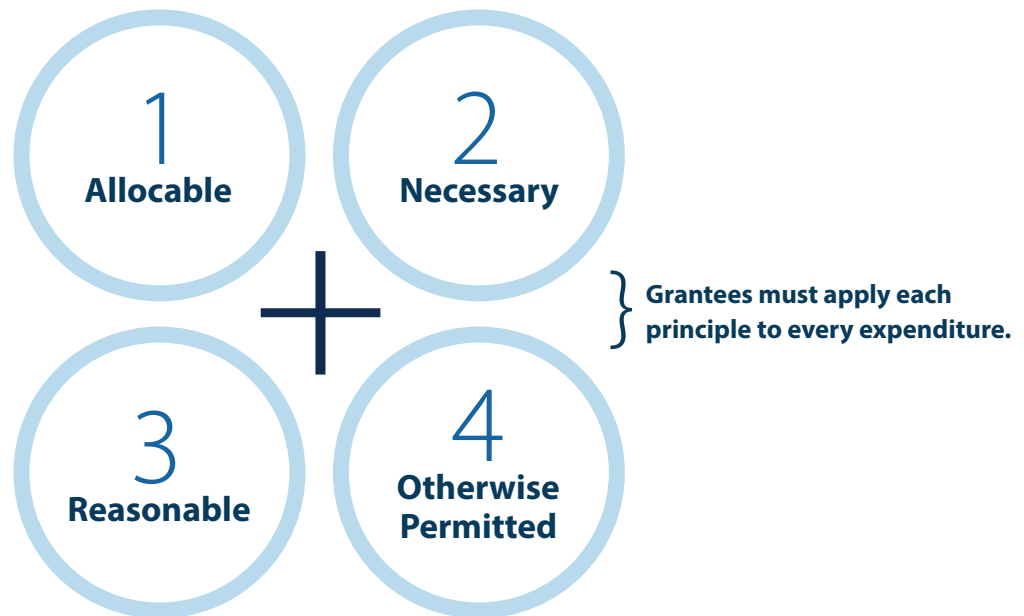 1
Allocable
2
Necessary
Grantees must apply each
principle to every expenditure.
3
Reasonable
4
Otherwise
Permitted